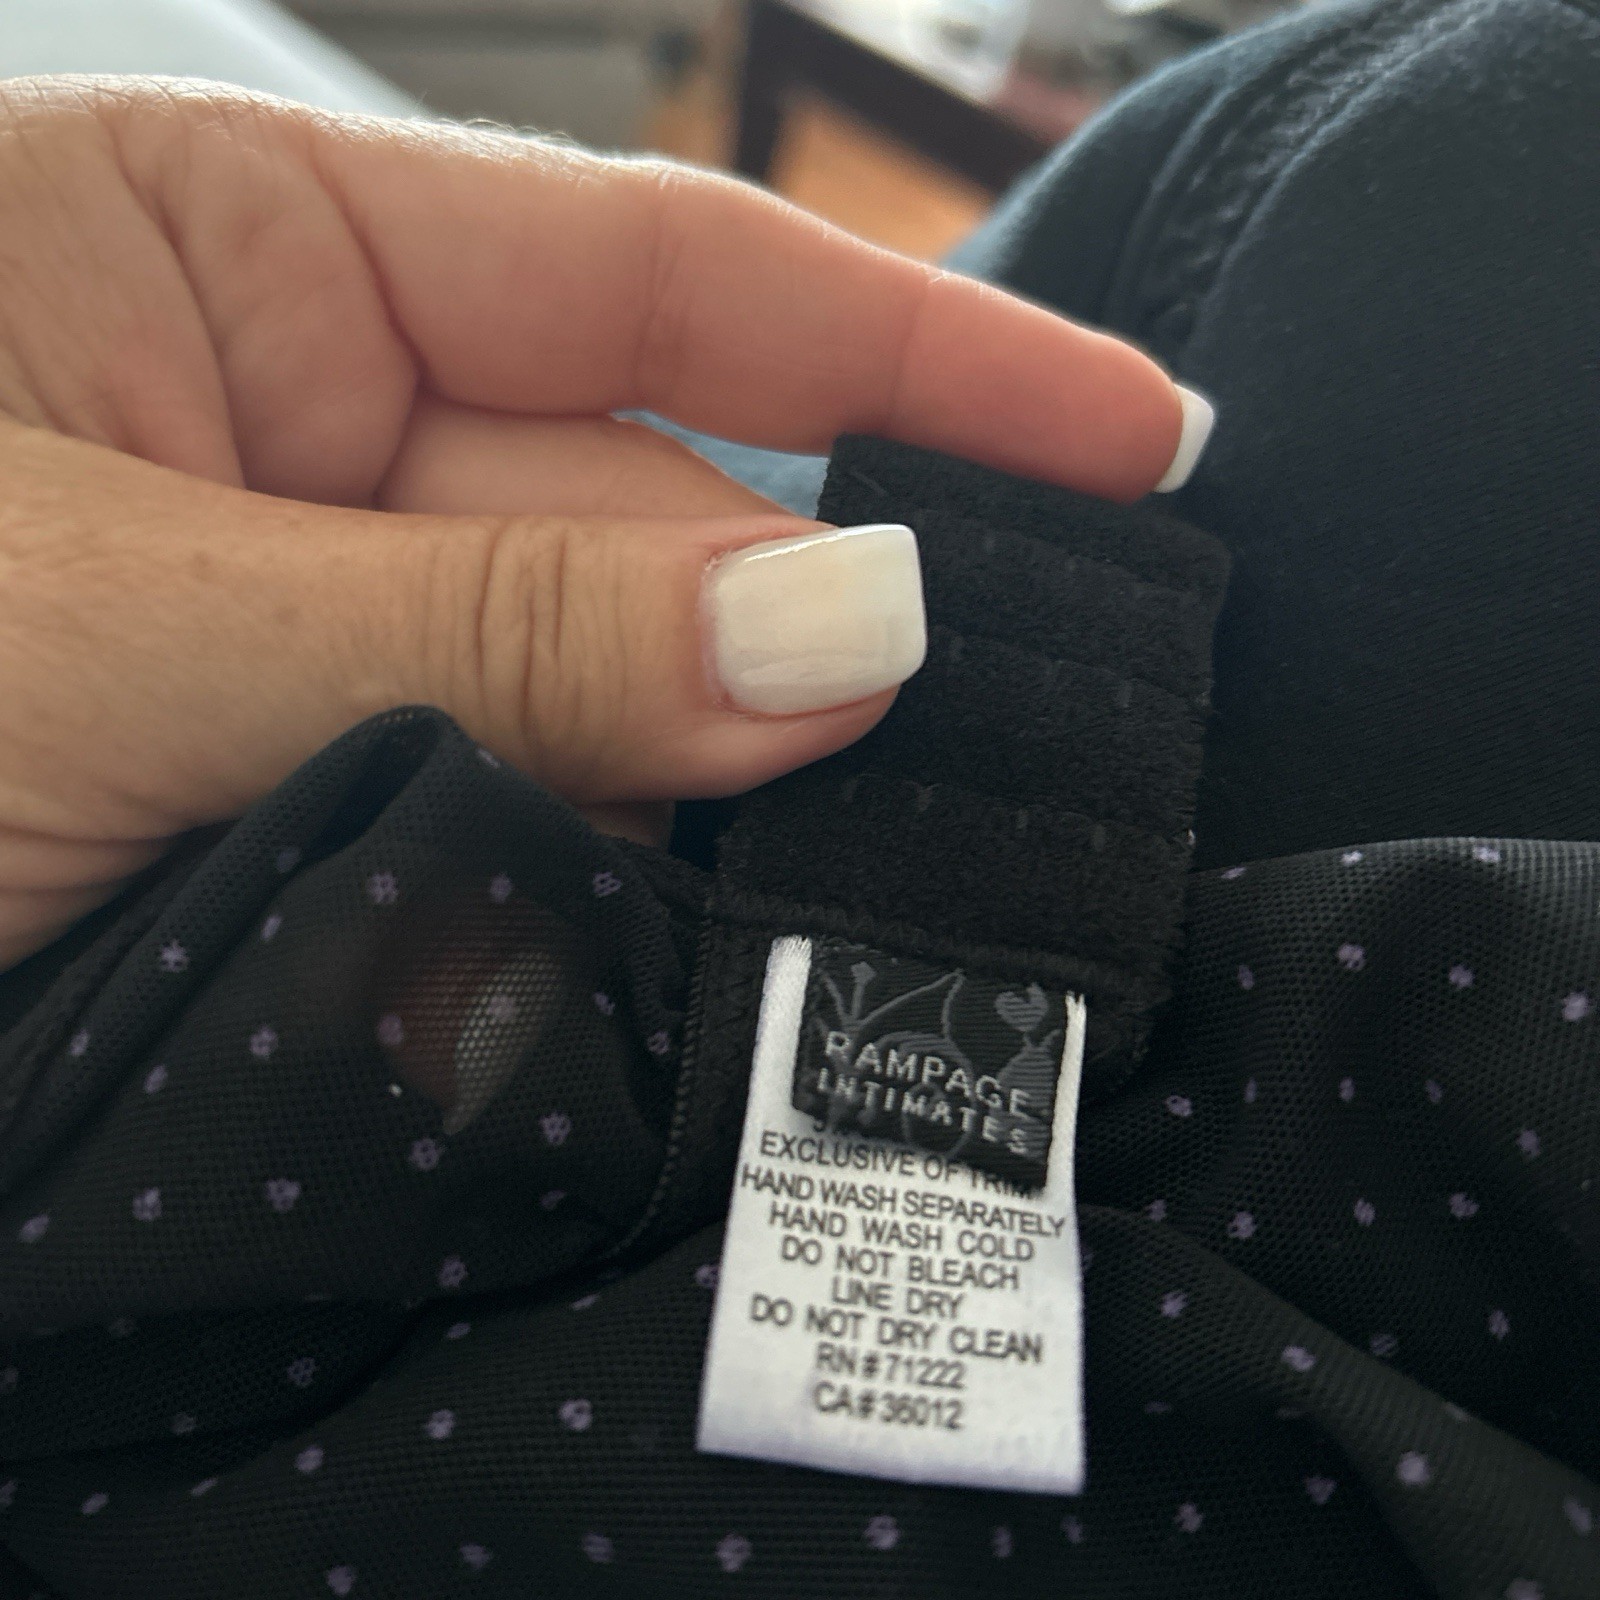 RAMPAGE
INTIMATES
EXCLUSIVE OF TRIM
HAND WASH SEPARATELY
HAND WASH COLD
DO NOT BLEACH
LINE DRY
DO NOT DRY CLEAN
RN#71222
CA#36012